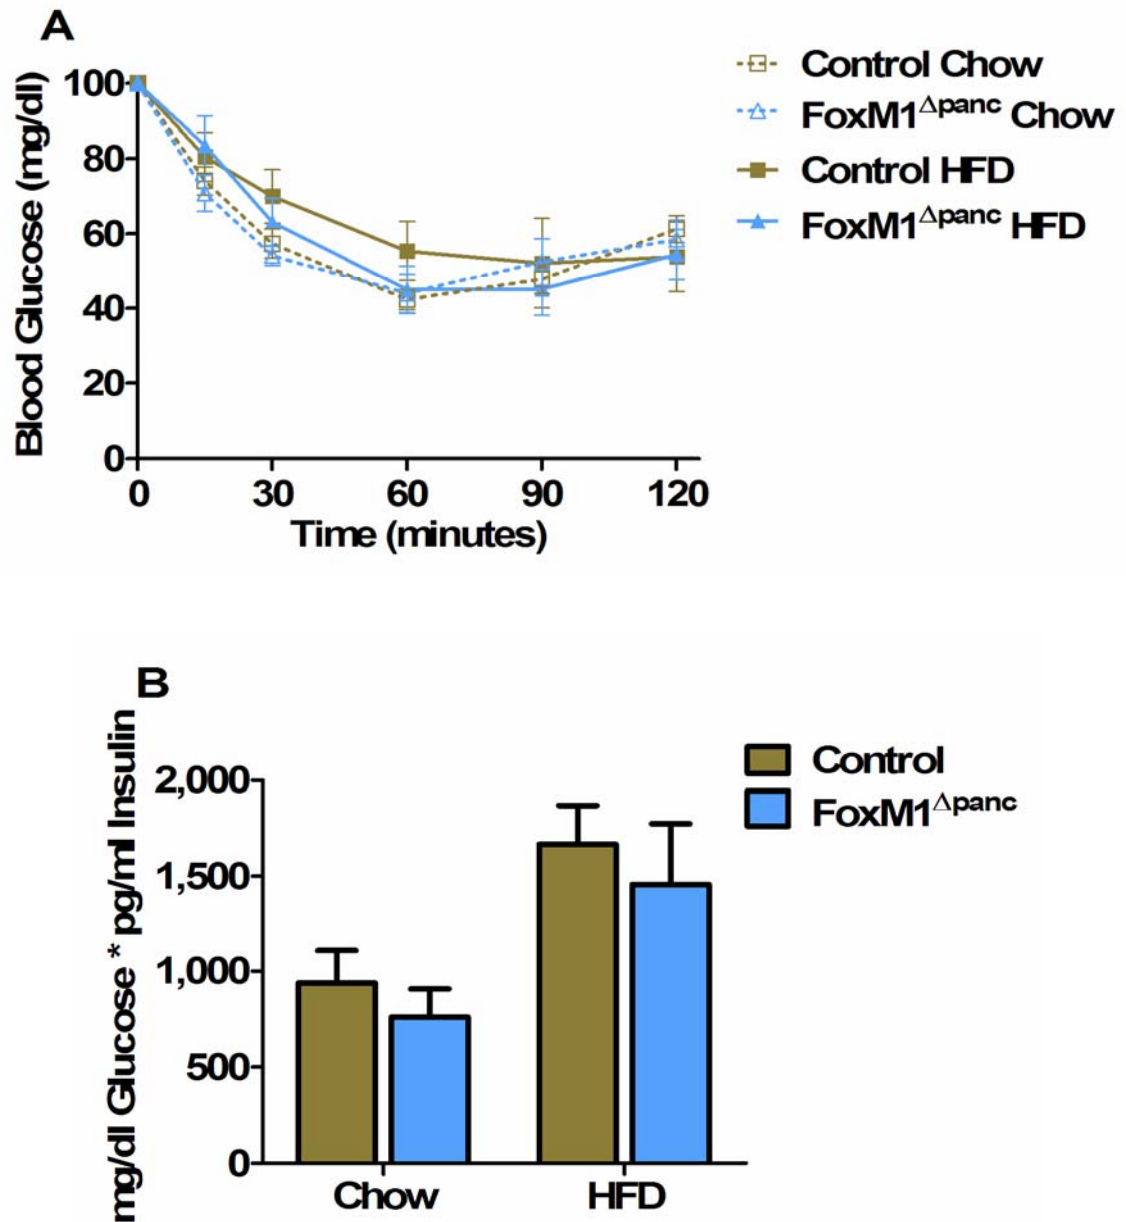 A
Blood Glucose (mg/dl)
100
80
60
40
20
0
0 30 60 90 120
Time (minutes)
Control Chow
FoxM1Δpanc Chow
Control HFD
FoxM1Δpanc HFD
B
mg/dl Glucose * pg/ml Insulin
2,000
1,500
1,000
500
0
Chow HFD
Control
FoxM1Δpanc